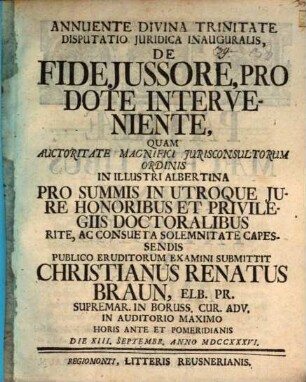 ANNUENTE DIVINA TRINITATE
DISPUTATIO JURIDICA INAUGURALIS,
DE
FIDEJUSSORE, PRO
DOTE INTERVE-
NIENTE,
QUAM
AUCTORITATE MAGNIFICI JURISCONSULTORUM
ORDINIS
IN ILLUSTRI ALBERTINA
PRO SUMMIS IN UTROQUE JU-
RE HONORIBUS ET PRIVILE-
GIIS DOCTORALIBUS
RITE, AC CONSUETA SOLEMNITATE CAPES-
SENDIS
PUBLICO ERUDITORUM EXAMINI SUBMITTIT
CHRISTIANUS RENATUS
BRAUN, ELB. PR.
SUPREMAR. IN BORUSS. CUR. ADV.
IN AUDITORIO MAXIMO
HORIS ANTE ET POMERIDIANIS
DIE XIII. SEPTEMBR. ANNO MDCCXXXVI.
REGIOMONTI, LITTERIS REUSNERIANIS.